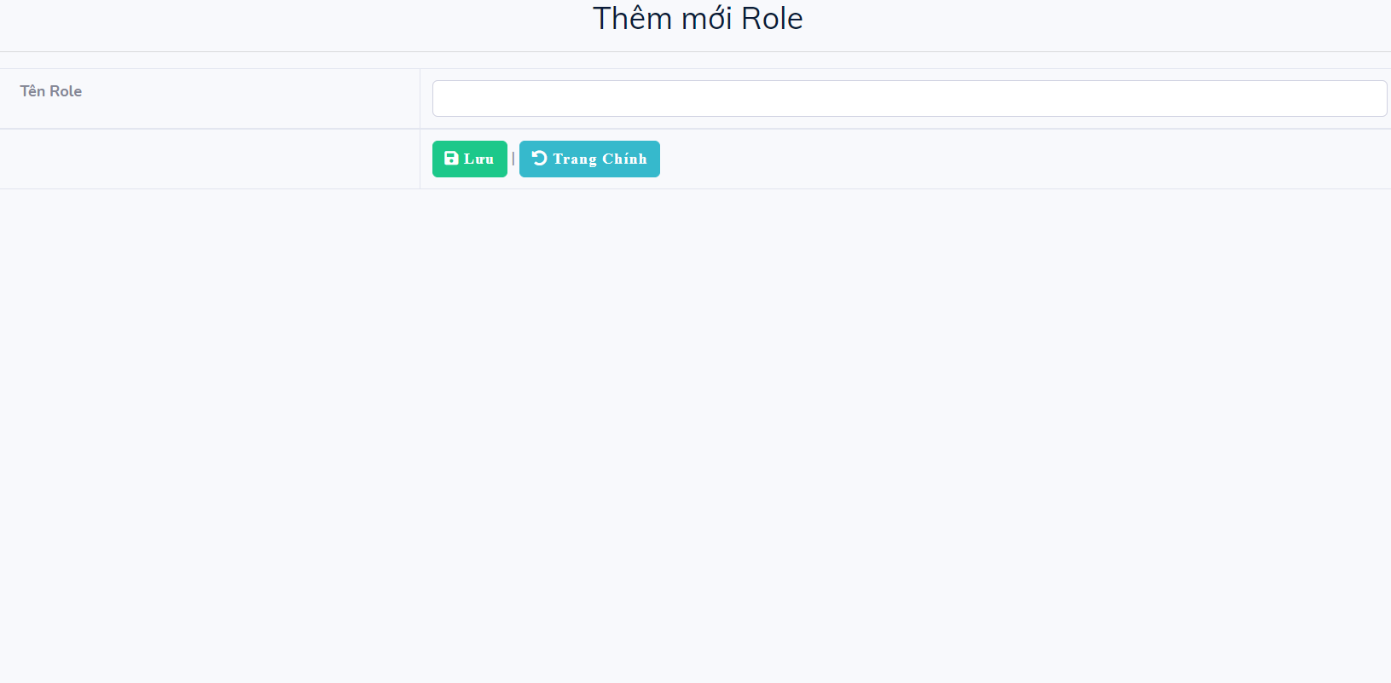 Thêm mới Role
Tên Role
Lưu | Trang Chính